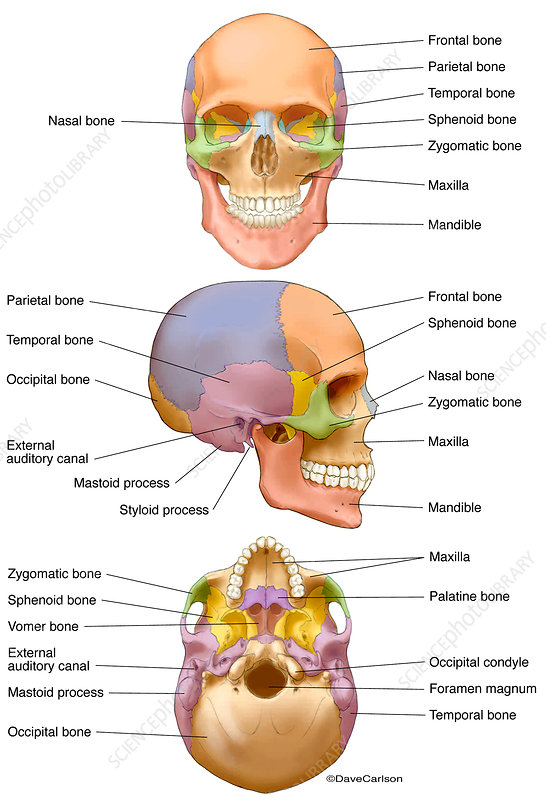 Frontal bone
Parietal bone
Temporal bone
Nasal bone
Sphenoid bone
Zygomatic bone
Maxilla
Mandible
Parietal bone
Frontal bone
Sphenoid bone
Temporal bone
Occipital bone
Nasal bone
Zygomatic bone
External
auditory canal
Maxilla
Mastoid process
Styloid process
Mandible
Maxilla
Zygomatic bone
Palatine bone
Sphenoid bone
Vomer bone
External
auditory canal
Occipital condyle
Mastoid process
Foramen magnum
Temporal bone
Occipital bone
©DaveCarlson
SCIENCEphotoLIBRARY